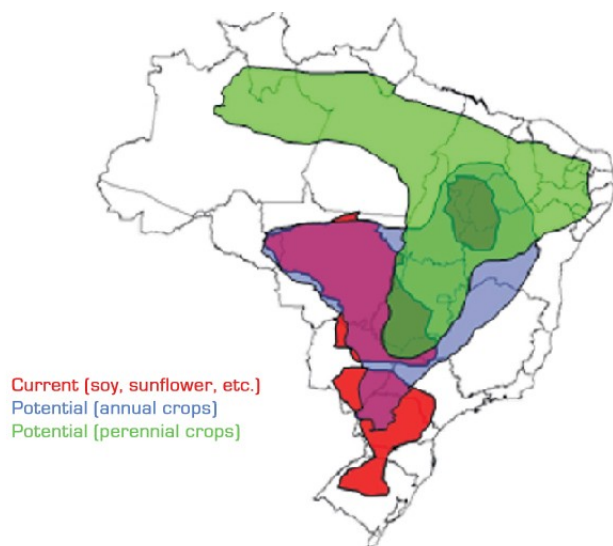 Current (soy, sunflower, etc.)
Potential (annual crops)
Potential (perennial crops)